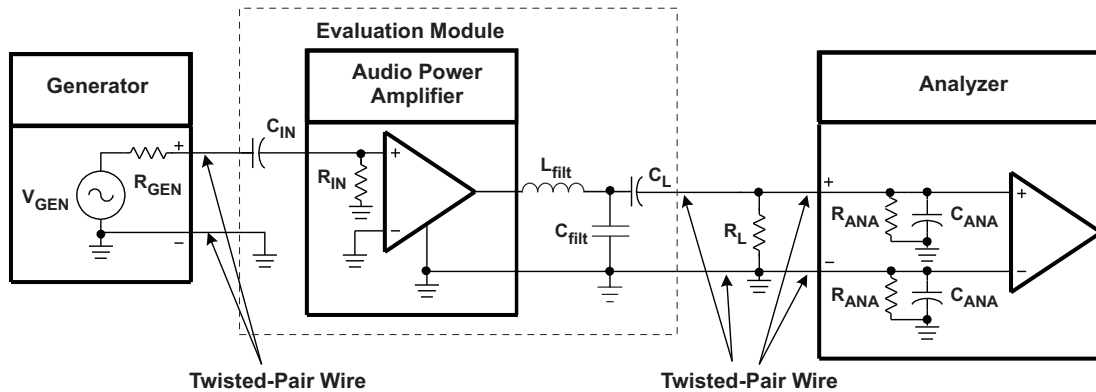 Evaluation Module
Generator
Audio Power
Amplifier
Analyzer
C_IN
+
R_GEN
V_GEN
−
R_IN
+
−
L_filt
C_L
C_filt
R_L
+
R_ANA
C_ANA
+
−
R_ANA
C_ANA
−
Twisted-Pair Wire
Twisted-Pair Wire